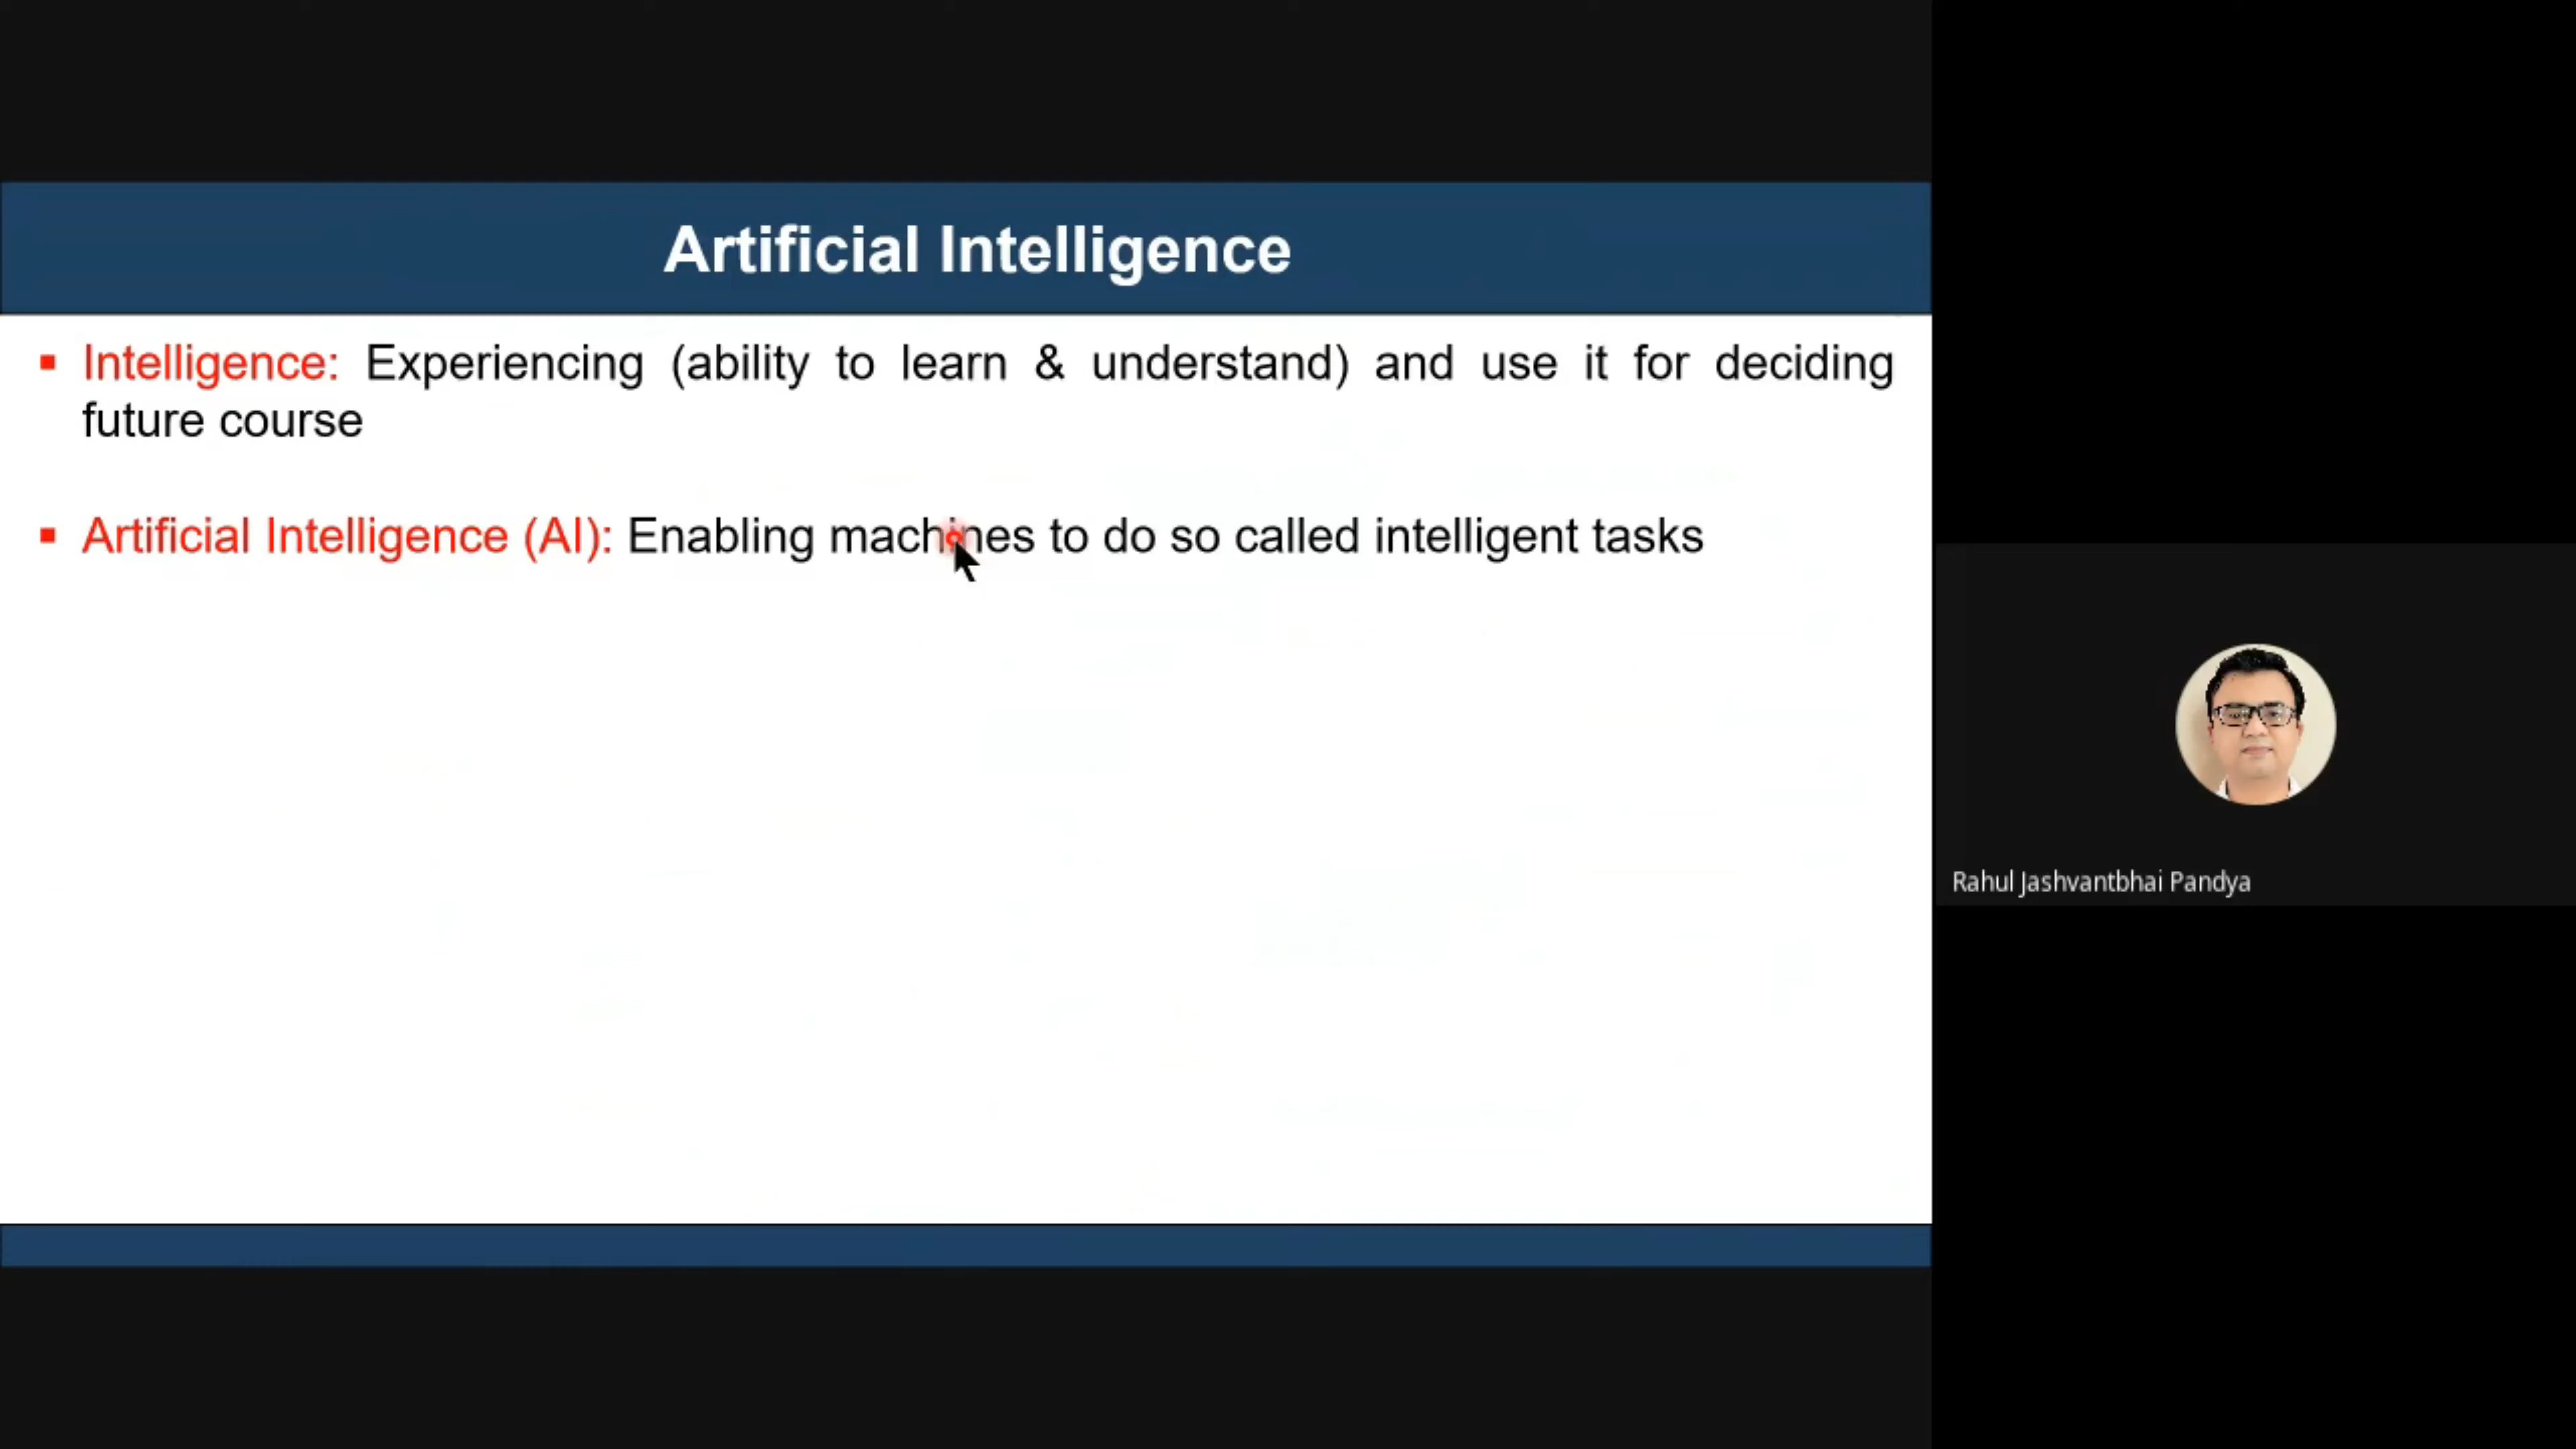 Artificial Intelligence
Intelligence: Experiencing (ability to learn & understand) and use it for deciding
future course
Artificial Intelligence (AI): Enabling machines to do so called intelligent tasks
Rahul Jashvantbhai Pandya